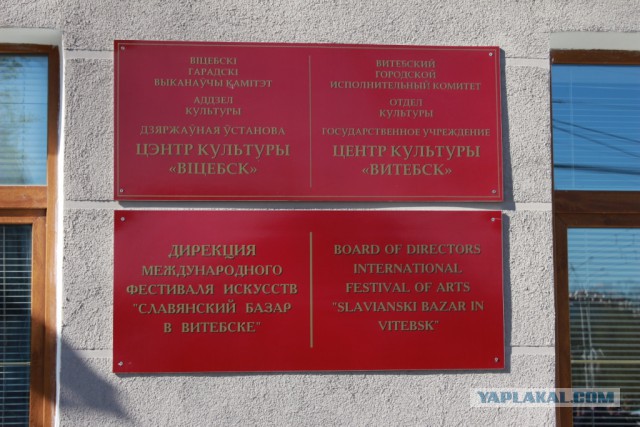 ВІЦЕБСКІ
ГАРАДСКІ
ВЫКАНАЎЧЫ КАМІТЭТ
АДДЗЕЛ
КУЛЬТУРЫ
ДЗЯРЖАЎНАЯ ЎСТАНОВА
ЦЭНТР КУЛЬТУРЫ
«ВІЦЕБСК»
ВИТЕБСКИЙ
ГОРОДСКОЙ
ИСПОЛНИТЕЛЬНЫЙ КОМИТЕТ
ОТДЕЛ
КУЛЬТУРЫ
ГОСУДАРСТВЕННОЕ УЧРЕЖДЕНИЕ
ЦЕНТР КУЛЬТУРЫ
«ВИТЕБСК»
ДИРЕКЦИЯ
МЕЖДУНАРОДНОГО
ФЕСТИВАЛЯ ИСКУССТВ
"СЛАВЯНСКИЙ БАЗАР
В ВИТЕБСКЕ"
BOARD OF DIRECTORS
INTERNATIONAL
FESTIVAL OF ARTS
"SLAVIANSKI BAZAR IN
VITEBSK"
YAPLAKAL.COM